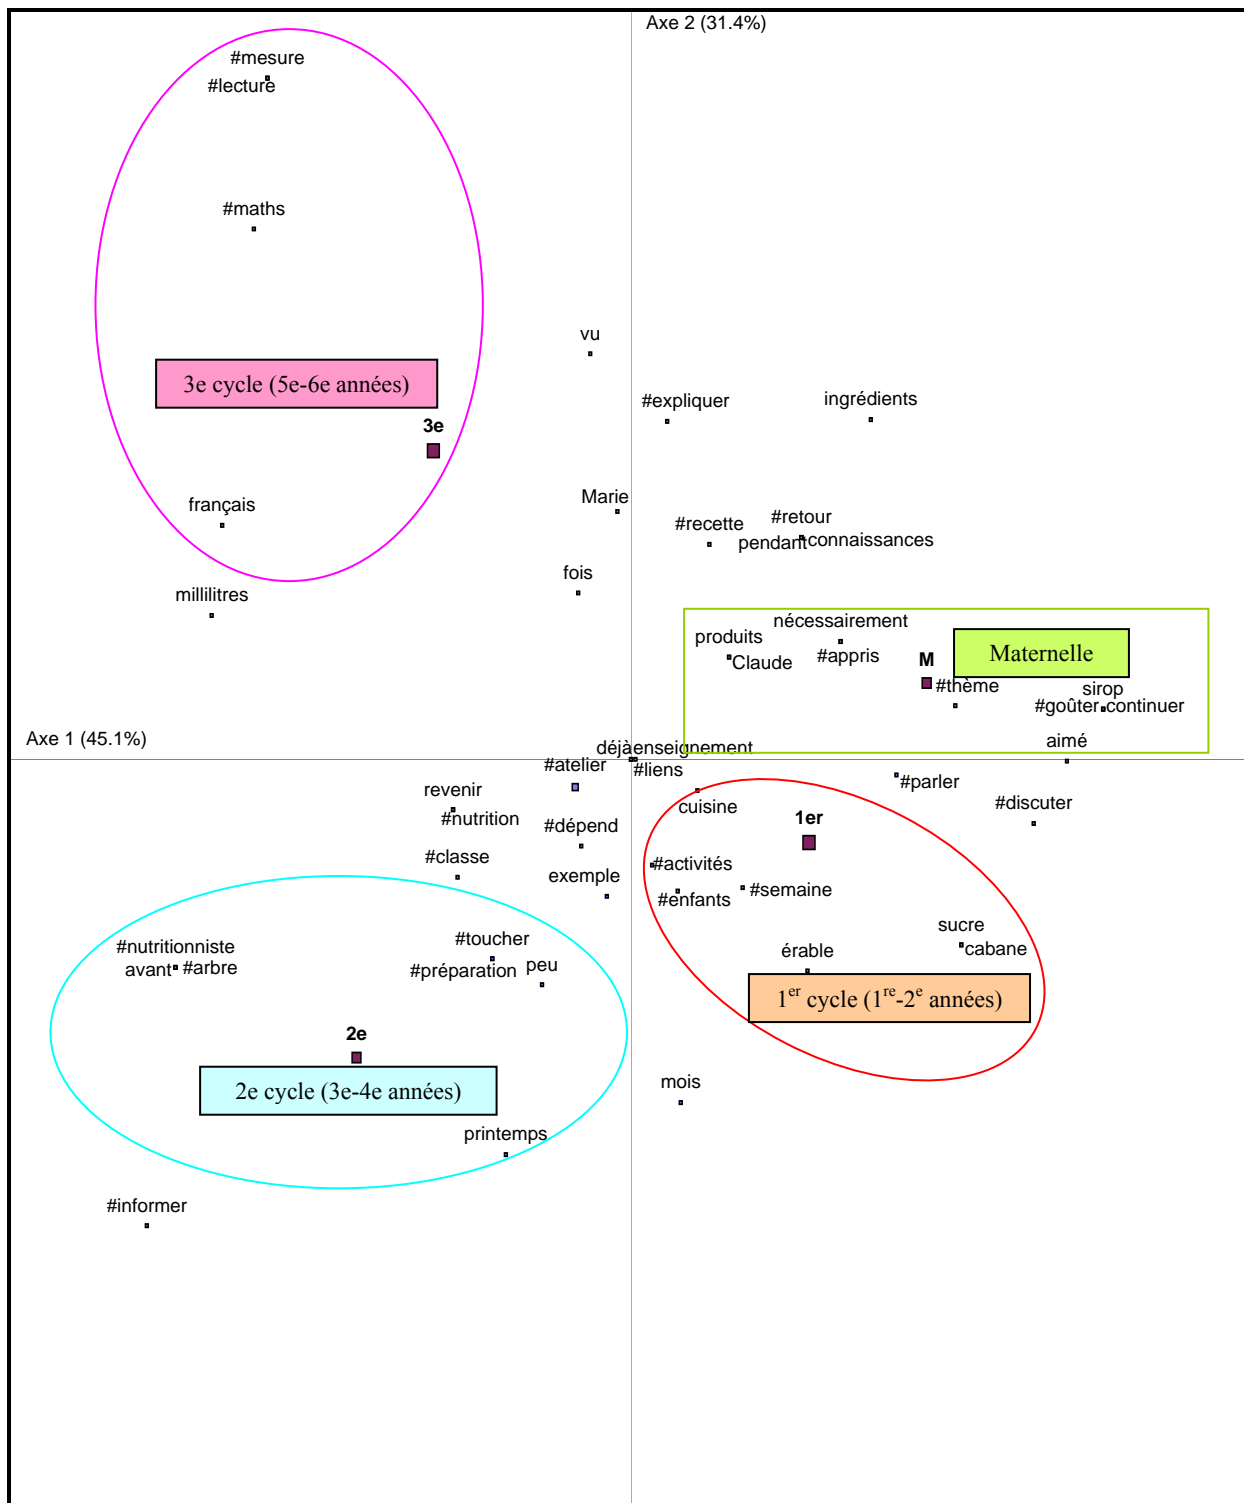 Axe 2 (31.4%)
#mesure
#lecture
#maths
vu
3e cycle (5e-6e années)
#expliquer
ingrédients
3e
français
Marie
#recette
#retour
pendant
connaissances
fois
millilitres
nécessairement
produits
Claude
#appris
M
Maternelle
#thème
sirop
#goûter
continuer
Axe 1 (45.1%)
aimé
déjà
enseignement
#atelier
#liens
#parler
revenir
cuisine
#discuter
#nutrition
#dépend
1er
#classe
exemple
#activités
#enfants
#semaine
#nutritionniste
avant
#arbre
#toucher
#préparation
peu
sucre
cabane
érable
1er cycle (1re-2e années)
2e
2e cycle (3e-4e années)
mois
printemps
#informer